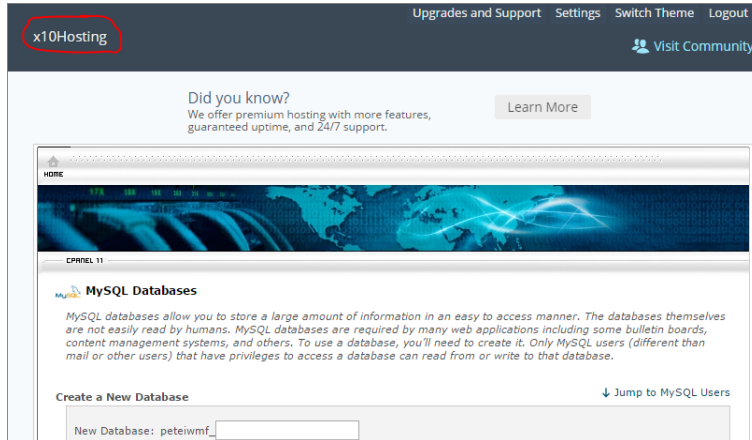 Upgrades and Support Settings Switch Theme Logout
x10Hosting
Visit Community
Did you know?
We offer premium hosting with more features,
guaranteed uptime, and 24/7 support.
Learn More
HOME
CPANEL 11
MySQL MySQL Databases
MySQL databases allow you to store a large amount of information in an easy to access manner. The databases themselves
are not easily read by humans. MySQL databases are required by many web applications including some bulletin boards,
content management systems, and others. To use a database, you'll need to create it. Only MySQL users (different than
mail or other users) that have privileges to access a database can read from or write to that database.
Jump to MySQL Users
Create a New Database
New Database: peteiwmf_